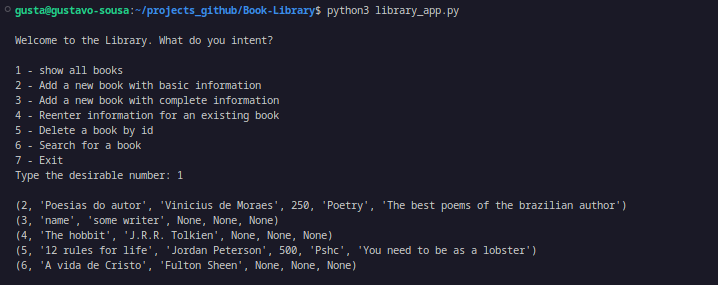 gusta@gustavo-sousa:~/projects_github/Book-Library$ python3 library_app.py
Welcome to the Library. What do you intent?
1 - show all books
2 - Add a new book with basic information
3 - Add a new book with complete information
4 - Reenter information for an existing book
5 - Delete a book by id
6 - Search for a book
7 - Exit
Type the desirable number: 1
(2, 'Poesias do autor', 'Vinicius de Moraes', 250, 'Poetry', 'The best poems of the brazilian author')
(3, 'name', 'some writer', None, None, None)
(4, 'The hobbit', 'J.R.R. Tolkien', None, None, None)
(5, '12 rules for life', 'Jordan Peterson', 500, 'Pshc', 'You need to be as a lobster')
(6, 'A vida de Cristo', 'Fulton Sheen', None, None, None)